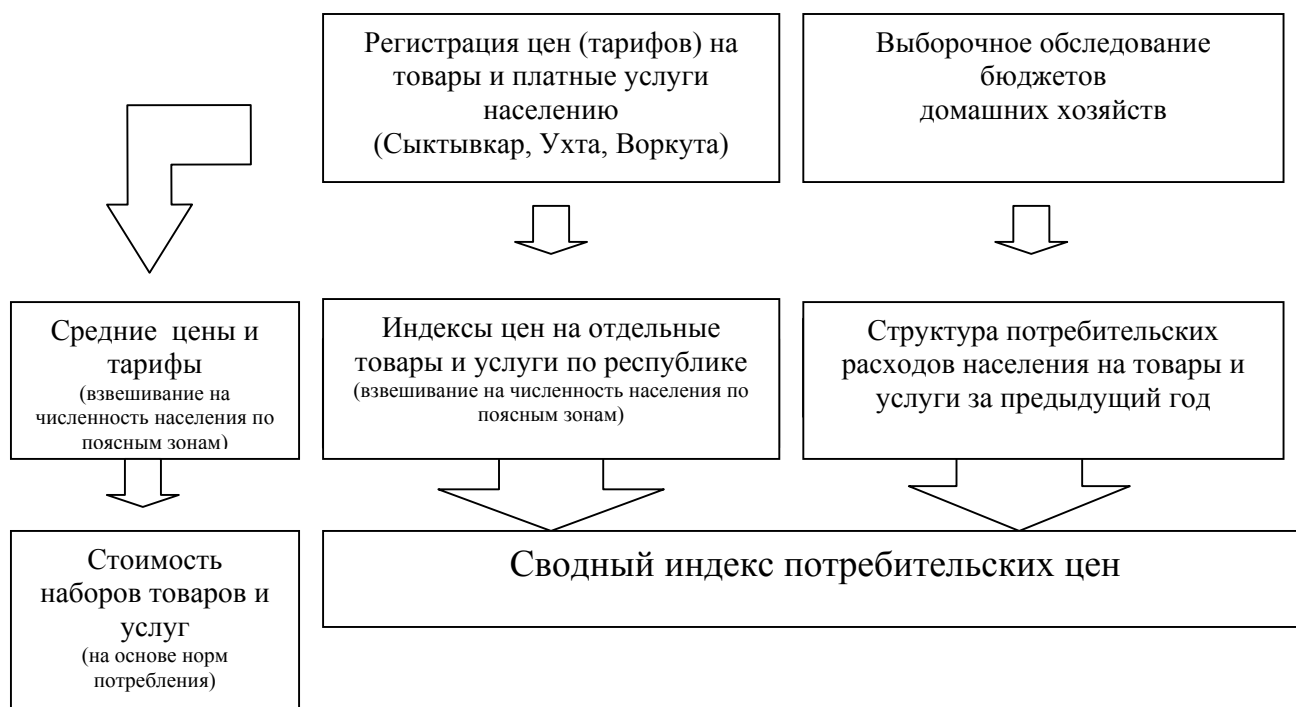 Регистрация цен (тарифов) на
товары и платные услуги
населению
(Сыктывкар, Ухта, Воркута)
Выборочное обследование
бюджетов
домашних хозяйств
Средние цены и
тарифы
(взвешивание на
численность населения по
поясным зонам)
Индексы цен на отдельные
товары и услуги по республике
(взвешивание на численность населения по
поясным зонам)
Структура потребительских
расходов населения на товары и
услуги за предыдущий год
Стоимость
наборов товаров и
услуг
(на основе норм
потребления)
Сводный индекс потребительских цен